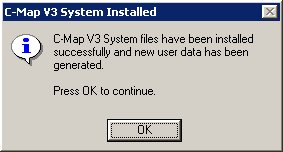 C-Map V3 System Installed
C-Map V3 System files have been installed
successfully and new user data has been
generated.
Press OK to continue.
OK